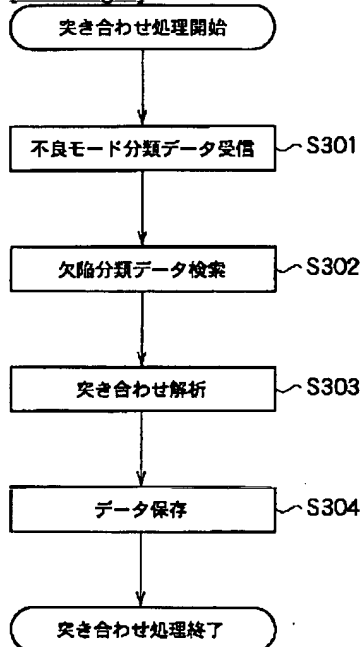 突き合わせ処理開始
不良モード分類データ受信
S301
欠陥分類データ検索
S302
突き合わせ解析
S303
データ保存
S304
突き合わせ処理終了